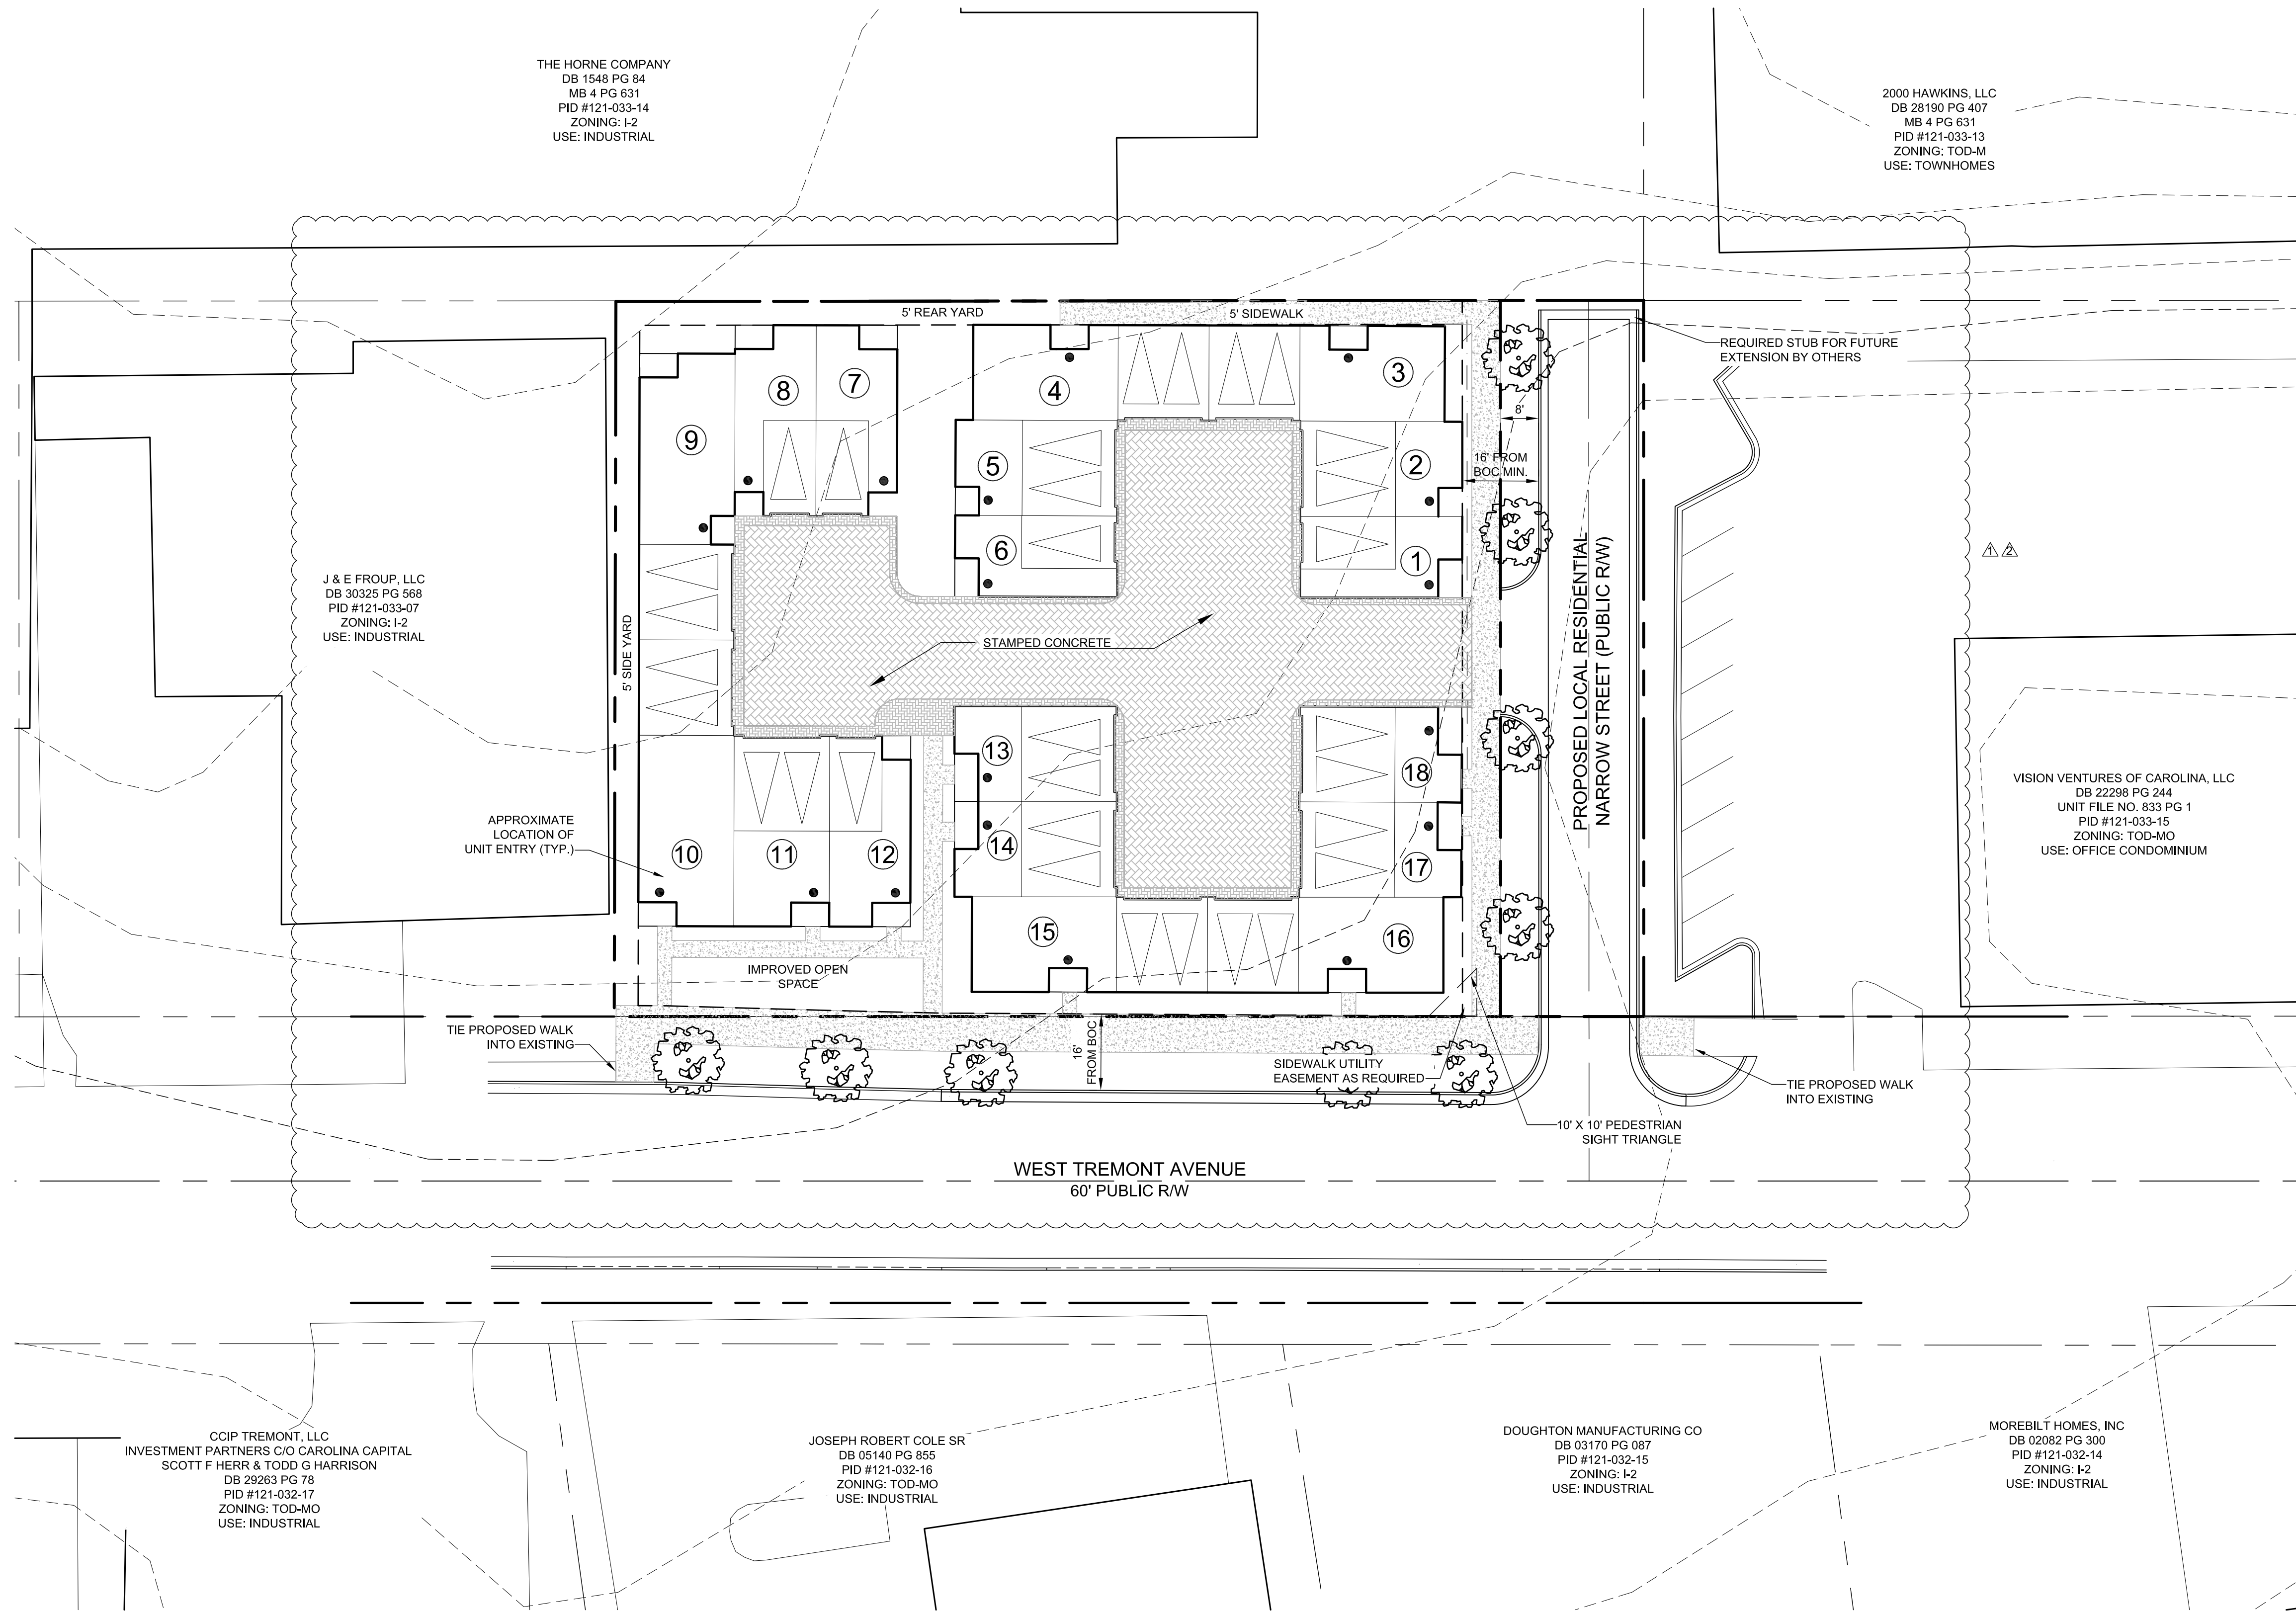 THE HORNE COMPANY
DB 1548 PG 84
MB 4 PG 631
PID #121-033-14
ZONING: I-2
USE: INDUSTRIAL
2000 HAWKINS, LLC
DB 28190 PG 407
MB 4 PG 631
PID #121-033-13
ZONING: TOD-M
USE: TOWNHOMES
5' REAR YARD
5' SIDEWALK
REQUIRED STUB FOR FUTURE
EXTENSION BY OTHERS
8
7
4
3
8'
9
5
2
16' FROM
BOC MIN.
6
1
J & E FROUP, LLC
DB 30325 PG 568
PID #121-033-07
ZONING: I-2
USE: INDUSTRIAL
5' SIDE YARD
STAMPED CONCRETE
PROPOSED LOCAL RESIDENTIAL
NARROW STREET (PUBLIC R/W)
1
2
VISION VENTURES OF CAROLINA, LLC
DB 22298 PG 244
UNIT FILE NO. 833 PG 1
PID #121-033-15
ZONING: TOD-MO
USE: OFFICE CONDOMINIUM
APPROXIMATE
LOCATION OF
UNIT ENTRY (TYP.)
10
11
12
13
14
18
17
15
16
IMPROVED OPEN
SPACE
TIE PROPOSED WALK
INTO EXISTING
16'
FROM BOC
SIDEWALK UTILITY
EASEMENT AS REQUIRED
TIE PROPOSED WALK
INTO EXISTING
10' X 10' PEDESTRIAN
SIGHT TRIANGLE
WEST TREMONT AVENUE
60' PUBLIC R/W
CCIP TREMONT, LLC
INVESTMENT PARTNERS C/O CAROLINA CAPITAL
SCOTT F HERR & TODD G HARRISON
DB 29263 PG 78
PID #121-032-17
ZONING: TOD-MO
USE: INDUSTRIAL
JOSEPH ROBERT COLE SR
DB 05140 PG 855
PID #121-032-16
ZONING: TOD-MO
USE: INDUSTRIAL
DOUGHTON MANUFACTURING CO
DB 03170 PG 087
PID #121-032-15
ZONING: I-2
USE: INDUSTRIAL
MOREBILT HOMES, INC
DB 02082 PG 300
PID #121-032-14
ZONING: I-2
USE: INDUSTRIAL